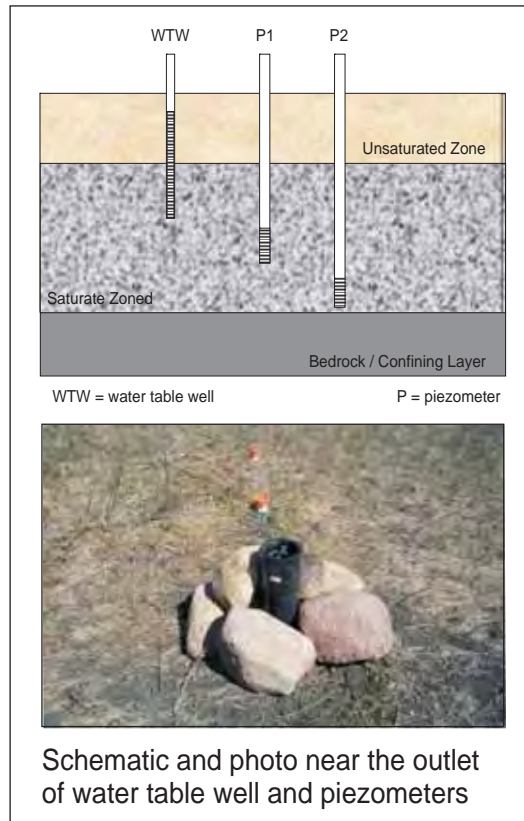 WTW P1 P2
Unsaturated Zone
Saturate Zoned
Bedrock / Confining Layer
WTW = water table well P = piezometer
Schematic and photo near the outlet
of water table well and piezometers